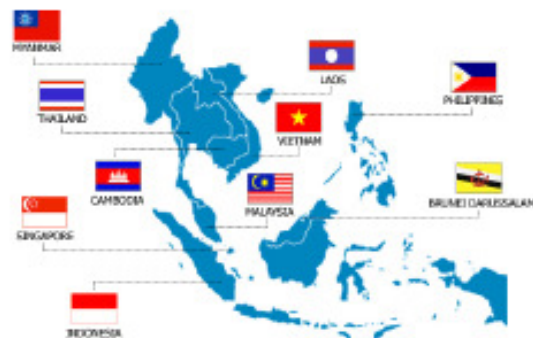 MYANMAR
LAOS
PHILIPPINES
THAILAND
VIETNAM
CAMBODIA
MALAYSIA
BRUNEI DARUSSALAM
SINGAPORE
INDONESIA